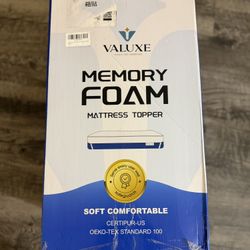 VALUXE
MEMORY
FOAM
MATTRESS TOPPER
SOFT COMFORTABLE
CERTIPUR-US
OEKO-TEX STANDARD 100